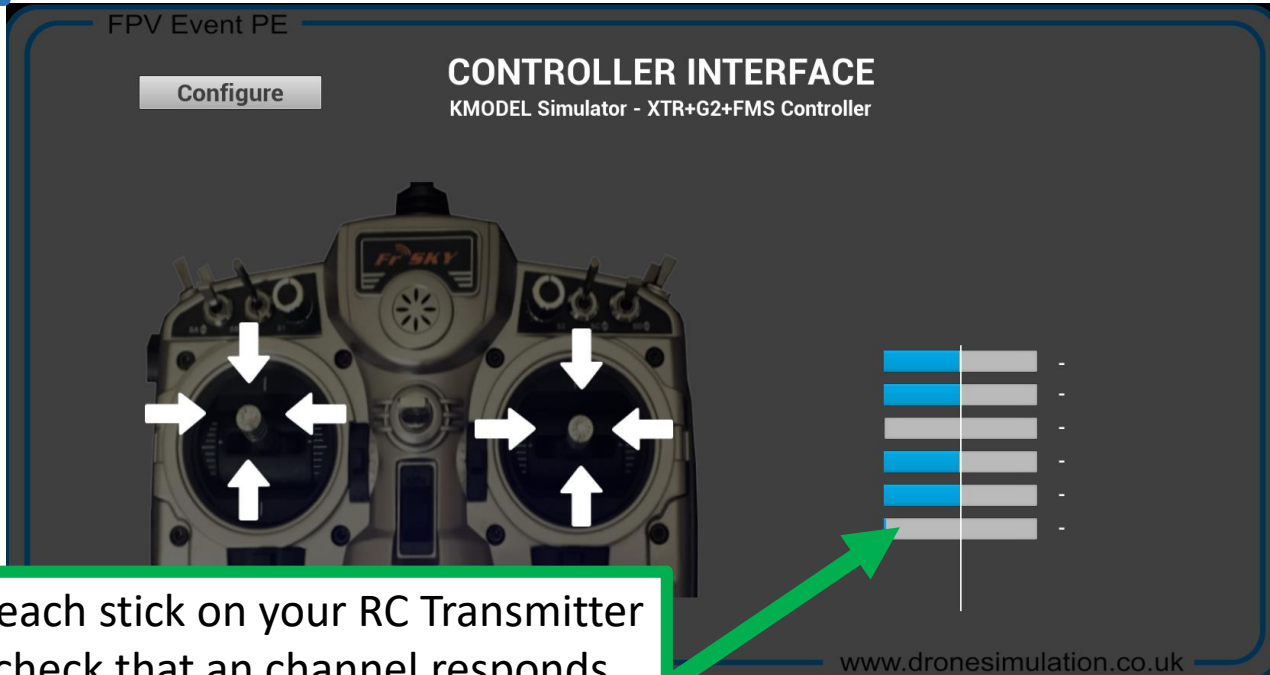 FPV Event PE
Configure
CONTROLLER INTERFACE
KMODEL Simulator - XTR+G2+FMS Controller
FrSKY
-
-
-
-
-
-
each stick on your RC Transmitter
check that an channel responds
www.dronesimulation.co.uk